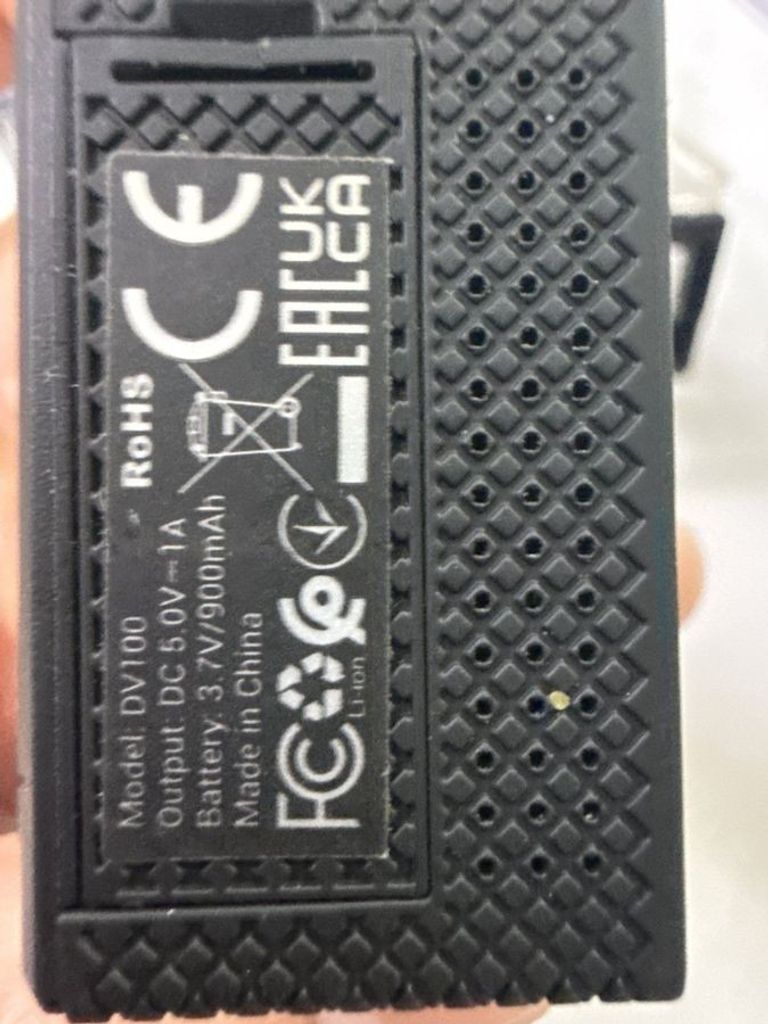 Model: DV100
Output: DC 5.0V⎓1A
Battery: 3.7V/900mAh
Made in China
RoHS
CE
FC
Li-ion
EAC
UK
CA